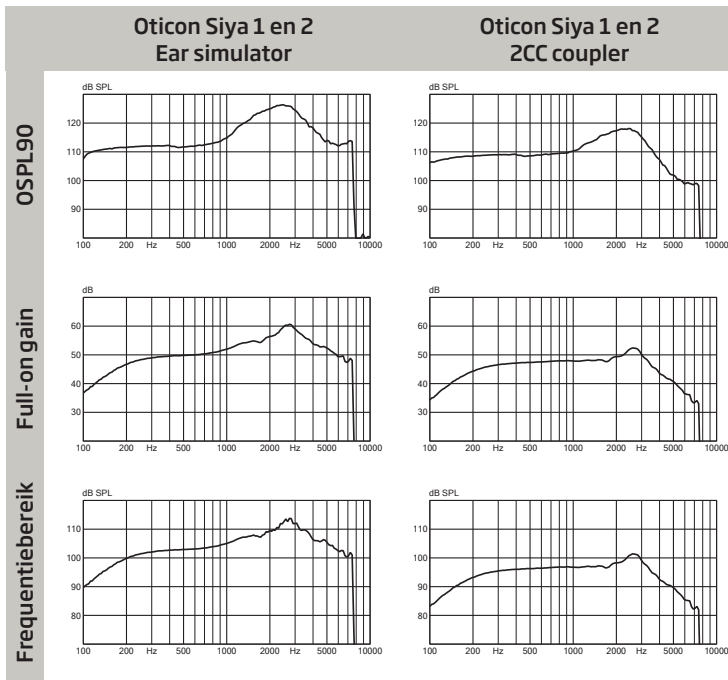 Oticon Siya 1 en 2
Ear simulator
Oticon Siya 1 en 2
2CC coupler
OSPL90
dB SPL
120
110
100
90
100 200 Hz 500 1000 2000 Hz 5000 10000
dB SPL
120
110
100
90
100 200 Hz 500 1000 2000 Hz 5000 10000
Full-on gain
dB
60
50
40
30
100 200 Hz 500 1000 2000 Hz 5000 10000
dB
60
50
40
30
100 200 Hz 500 1000 2000 Hz 5000 10000
Frequentiebereik
dB SPL
110
100
90
80
100 200 Hz 500 1000 2000 Hz 5000 10000
dB SPL
110
100
90
80
100 200 Hz 500 1000 2000 Hz 5000 10000